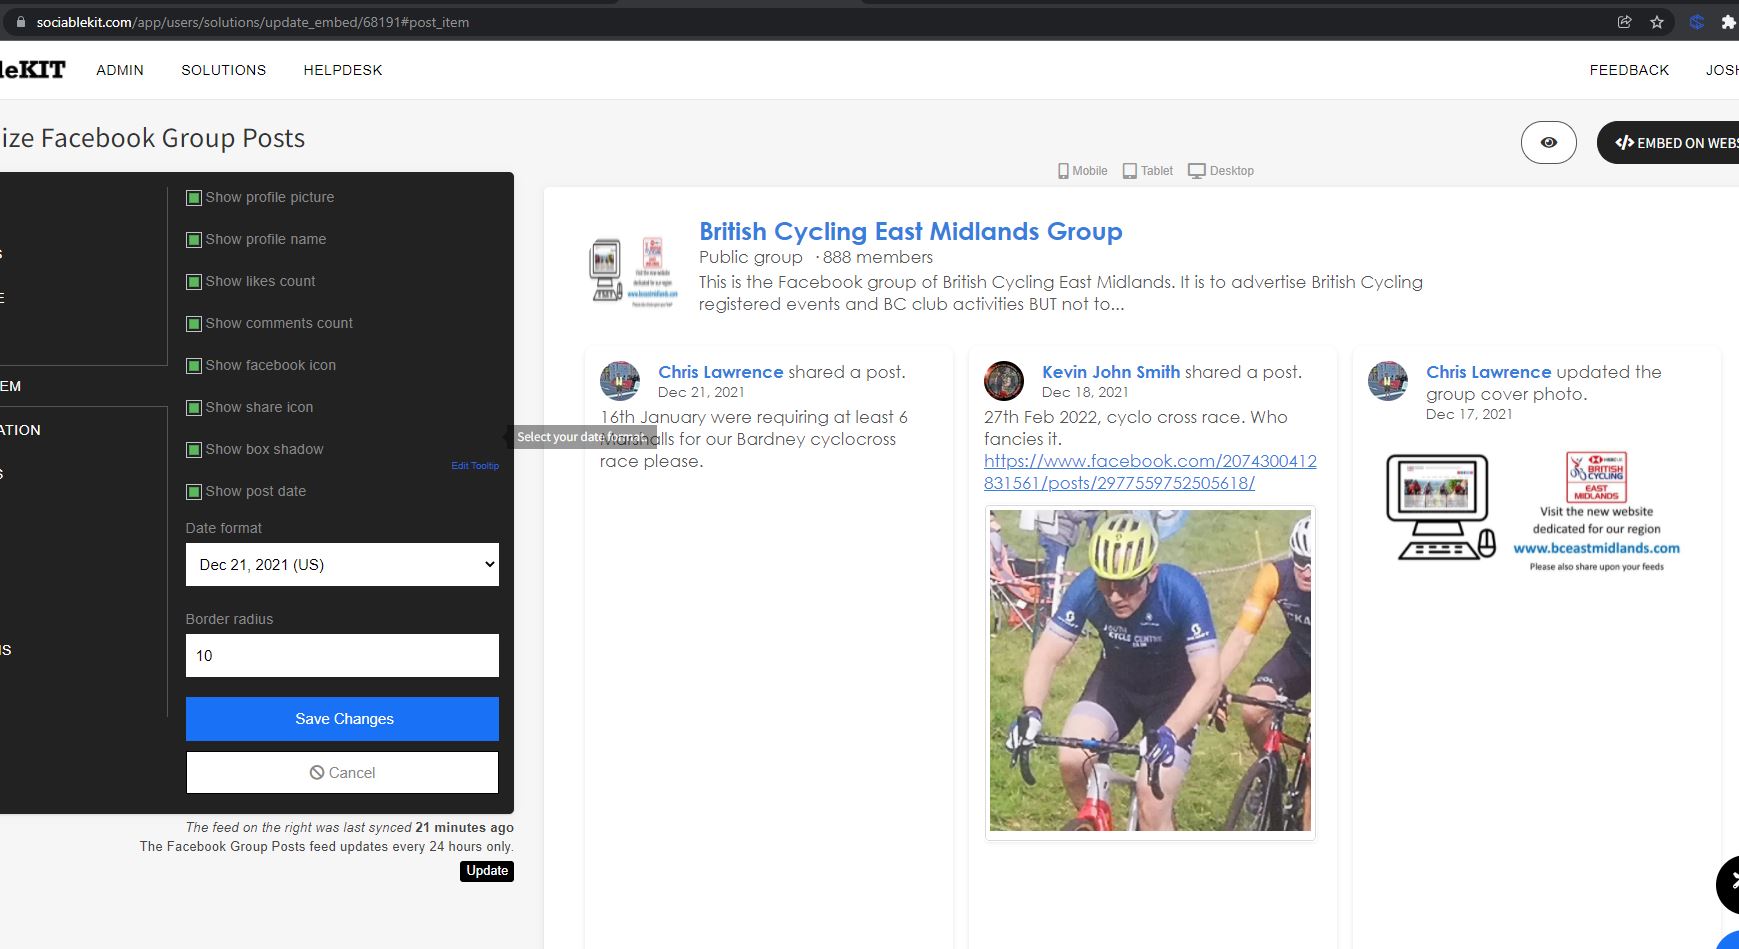 sociablekit.com/app/users/solutions/update_embed/68191#post_item
leKIT ADMIN SOLUTIONS HELPDESK FEEDBACK JOSH
ize Facebook Group Posts
EMBED ON WEBS
Mobile Tablet Desktop
S
E
EM
ATION
S
IS
Show profile picture
Show profile name
Show likes count
Show comments count
Show facebook icon
Show share icon
Show box shadow
Edit Tooltip
Show post date
Date format
Dec 21, 2021 (US)
Border radius
10
Save Changes
Cancel
The feed on the right was last synced 21 minutes ago
The Facebook Group Posts feed updates every 24 hours only.
Update
Select your date format.
British Cycling East Midlands Group
Public group · 888 members
This is the Facebook group of British Cycling East Midlands. It is to advertise British Cycling
registered events and BC club activities BUT not to...
Chris Lawrence shared a post.
Dec 21, 2021
16th January were requiring at least 6
Marshalls for our Bardney cyclocross
race please.
Kevin John Smith shared a post.
Dec 18, 2021
27th Feb 2022, cyclo cross race. Who
fancies it.
https://www.facebook.com/2074300412
831561/posts/2977559752505618/
SCOTT
CYCLE CENTRE
Chris Lawrence updated the
group cover photo.
Dec 17, 2021
HSBC UK
BRITISH
CYCLING
EAST
MIDLANDS
Visit the new website
dedicated for our region
www.bceastmidlands.com
Please also share upon your feeds